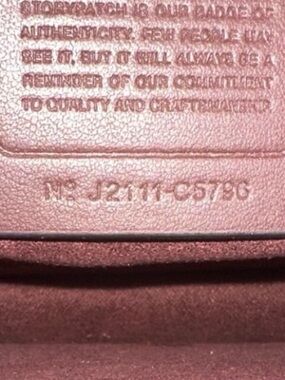 STORYPATCH IS OUR BADGE OF
AUTHENTICITY. FEW PEOPLE MAY
SEE IT, BUT IT WILL ALWAYS BE A
REMINDER OF OUR COMMITMENT
TO QUALITY AND CRAFTSMANSHIP
Nº J2111-C5796